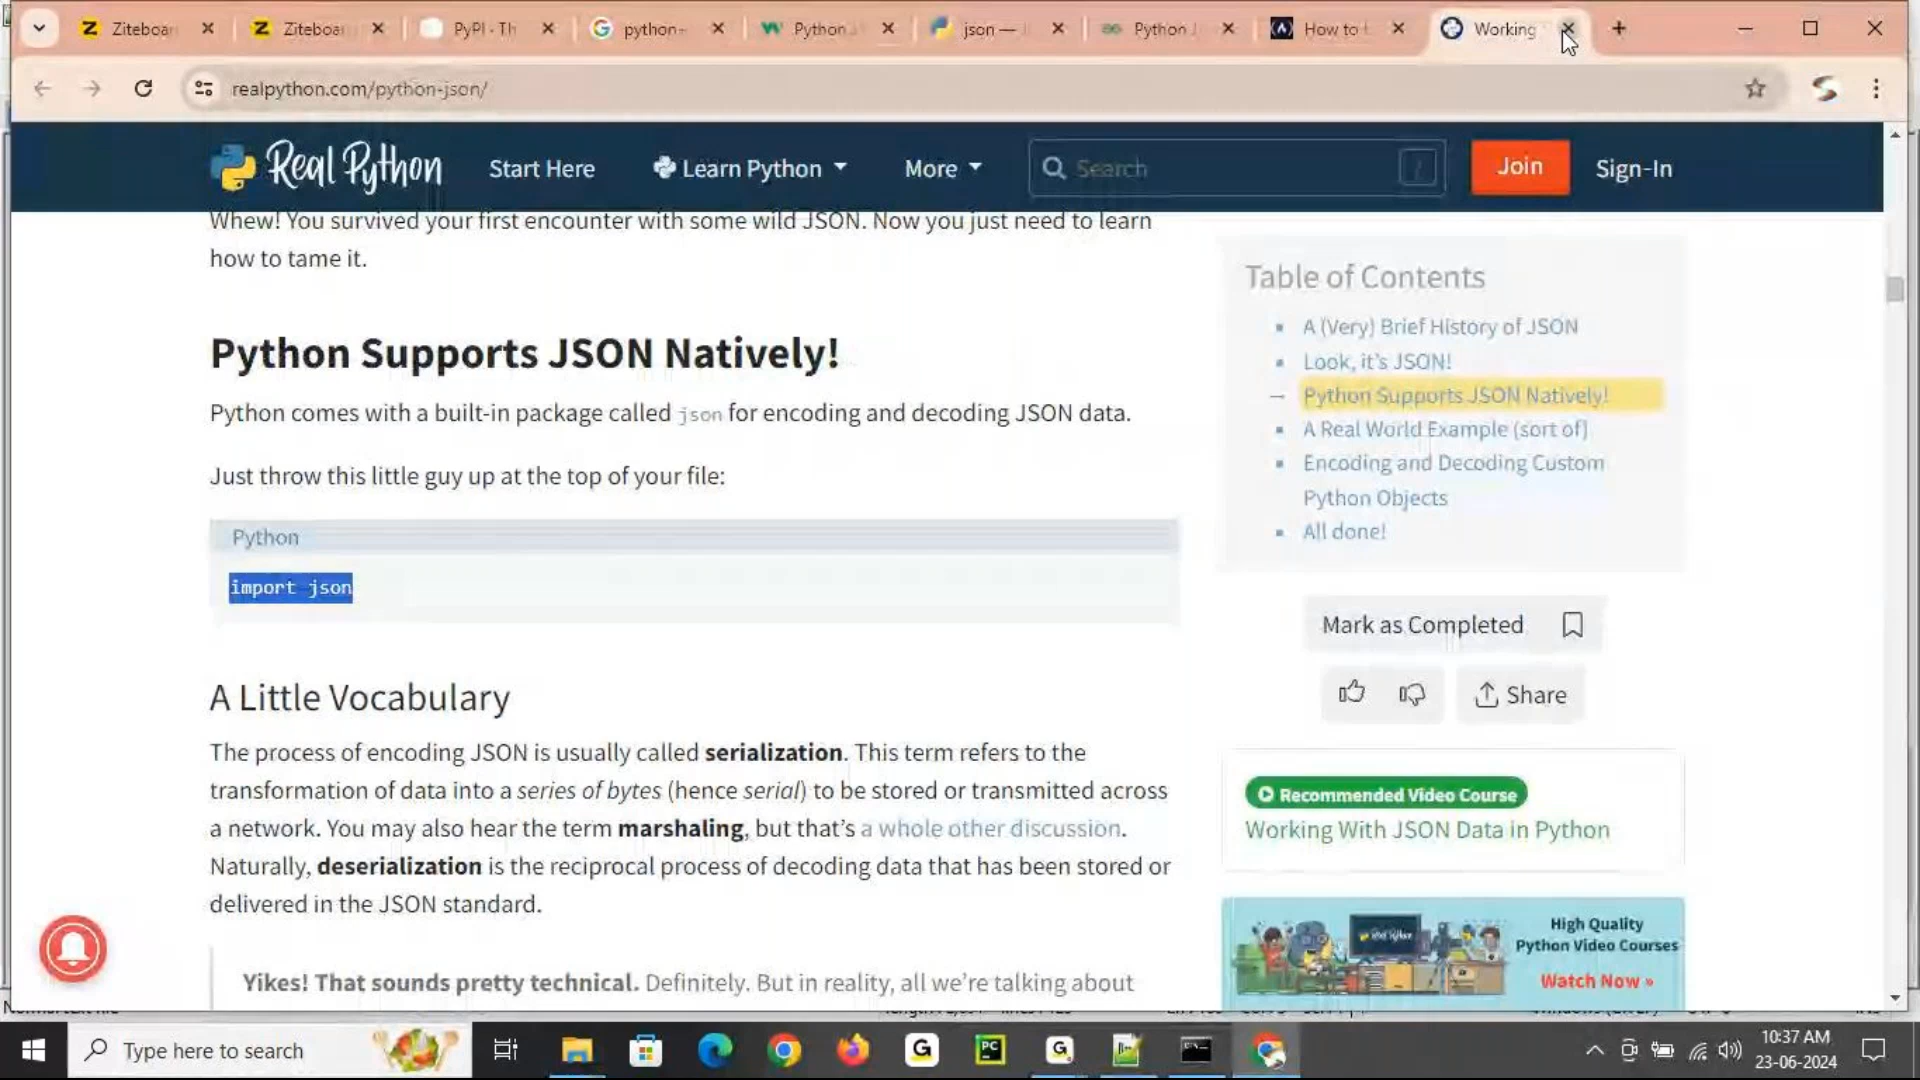 Ziteboar
Ziteboar
PyPI · Th
python-
Python J
json —
Python J
How to
Working
realpython.com/python-json/
Real Python
Start Here
Learn Python
More
Search
/
Join
Sign-In
Whew! You survived your first encounter with some wild JSON. Now you just need to learn
how to tame it.
Python Supports JSON Natively!
Python comes with a built-in package called json for encoding and decoding JSON data.
Just throw this little guy up at the top of your file:
Python
import json
A Little Vocabulary
The process of encoding JSON is usually called serialization. This term refers to the
transformation of data into a series of bytes (hence serial) to be stored or transmitted across
a network. You may also hear the term marshaling, but that’s a whole other discussion.
Naturally, deserialization is the reciprocal process of decoding data that has been stored or
delivered in the JSON standard.
Yikes! That sounds pretty technical. Definitely. But in reality, all we’re talking about
Table of Contents
A (Very) Brief History of JSON
Look, it’s JSON!
Python Supports JSON Natively!
A Real World Example (sort of)
Encoding and Decoding Custom
Python Objects
All done!
Mark as Completed
Share
Recommended Video Course
Working With JSON Data in Python
High Quality
Python Video Courses
Watch Now »
Type here to search
10:37 AM
23-06-2024